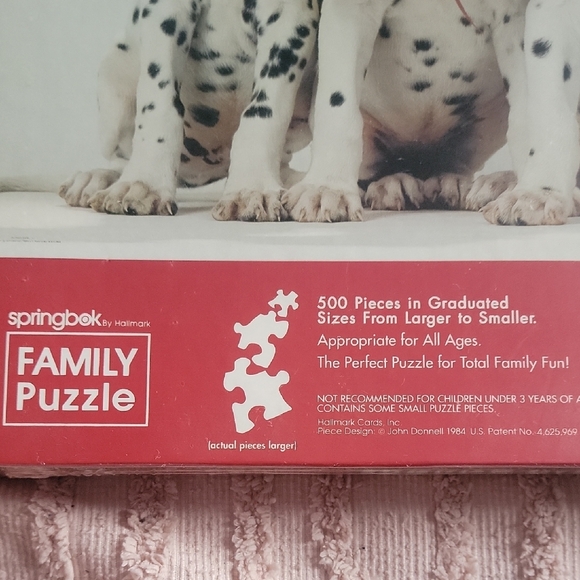 springbok By Hallmark
FAMILY
Puzzle
(actual pieces larger)
500 Pieces in Graduated
Sizes From Larger to Smaller.
Appropriate for All Ages.
The Perfect Puzzle for Total Family Fun!
NOT RECOMMENDED FOR CHILDREN UNDER 3 YEARS OF A
CONTAINS SOME SMALL PUZZLE PIECES.
Hallmark Cards, Inc.
Piece Design: © John Donnell 1984 U.S. Patent No. 4,625,969